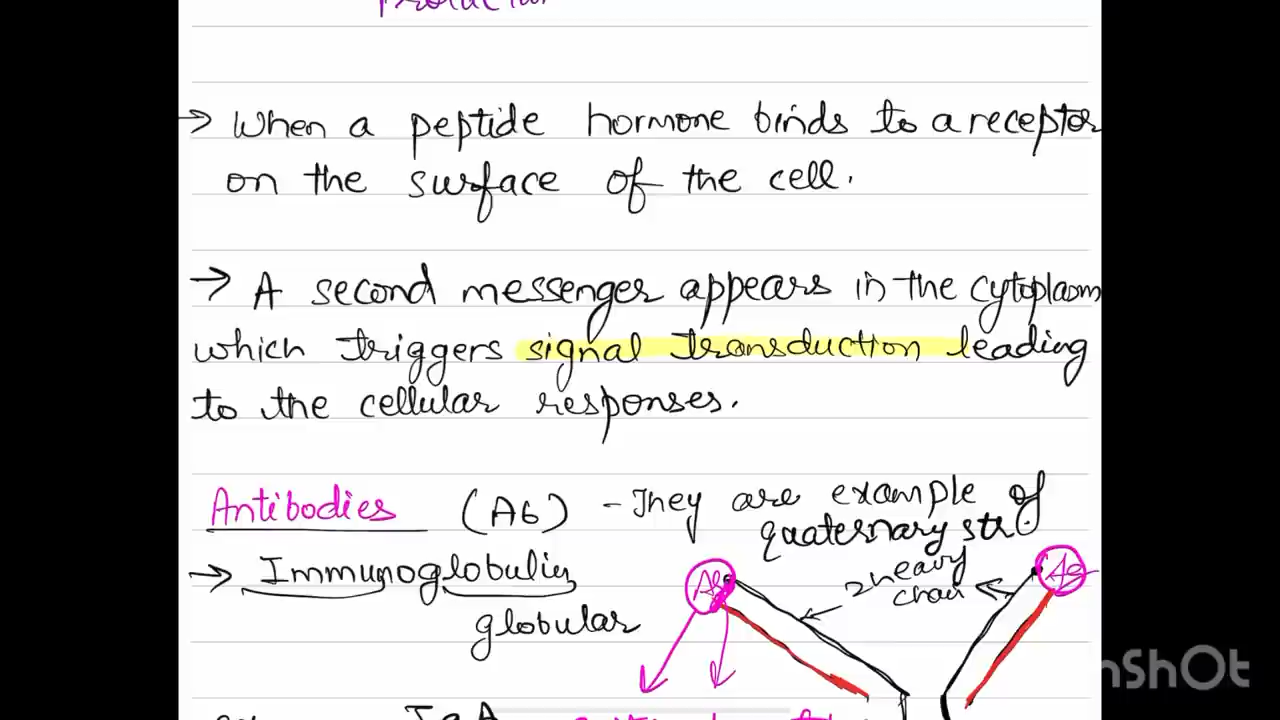 → When a peptide hormone binds to a receptor
on the surface of the cell.
→ A second messenger appears in the cytoplasm
which triggers signal transduction leading
to the cellular responses.
Antibodies (Ab) - They are example of
quaternary str.
→ Immunoglobulin
globular
2 heavy
chain
Ag
Ag
IgA